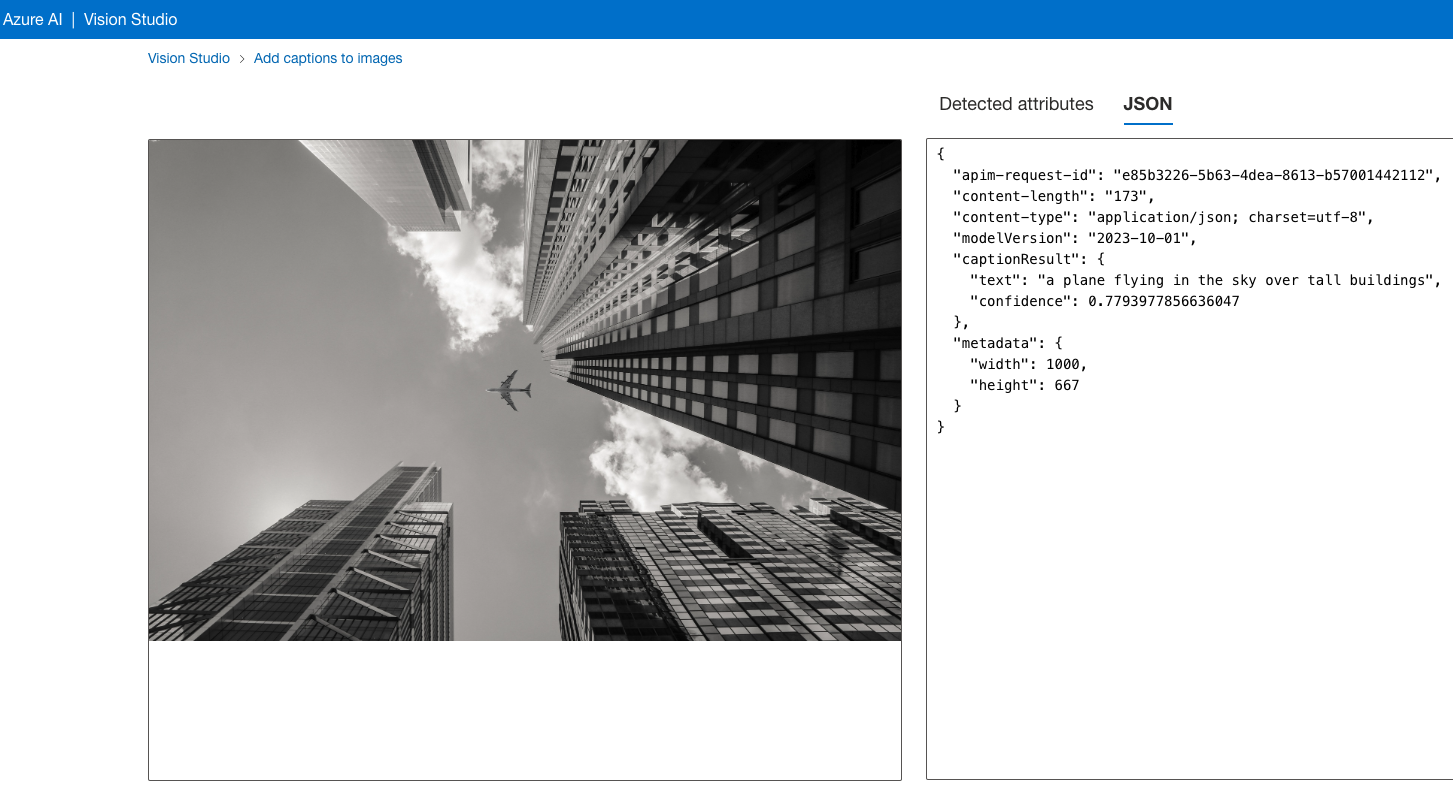 Azure AI | Vision Studio
Vision Studio > Add captions to images
Detected attributes JSON
{
  "apim-request-id": "e85b3226-5b63-4dea-8613-b57001442112",
  "content-length": "173",
  "content-type": "application/json; charset=utf-8",
  "modelVersion": "2023-10-01",
  "captionResult": {
    "text": "a plane flying in the sky over tall buildings",
    "confidence": 0.7793977856636047
  },
  "metadata": {
    "width": 1000,
    "height": 667
  }
}